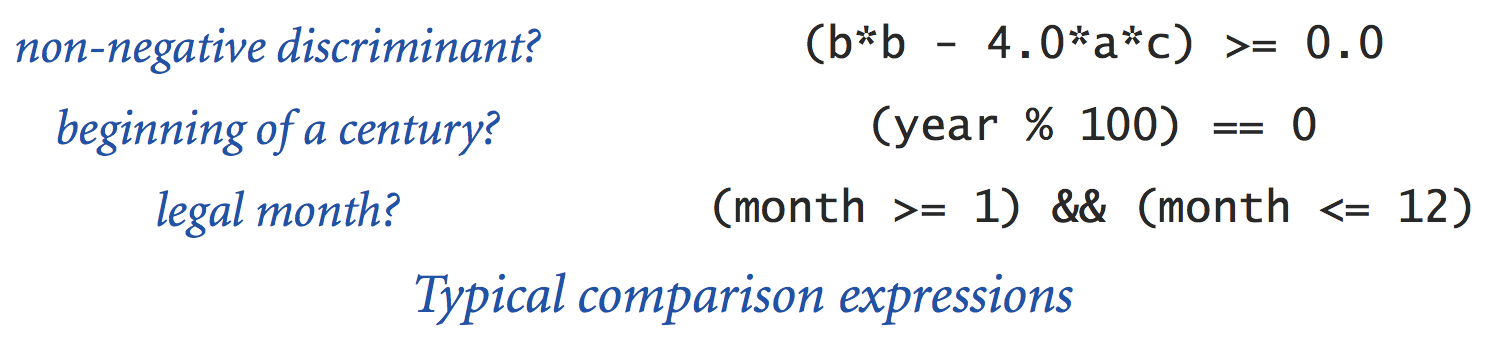 non-negative discriminant? (b*b - 4.0*a*c) >= 0.0
beginning of a century? (year % 100) == 0
legal month? (month >= 1) && (month <= 12)
Typical comparison expressions